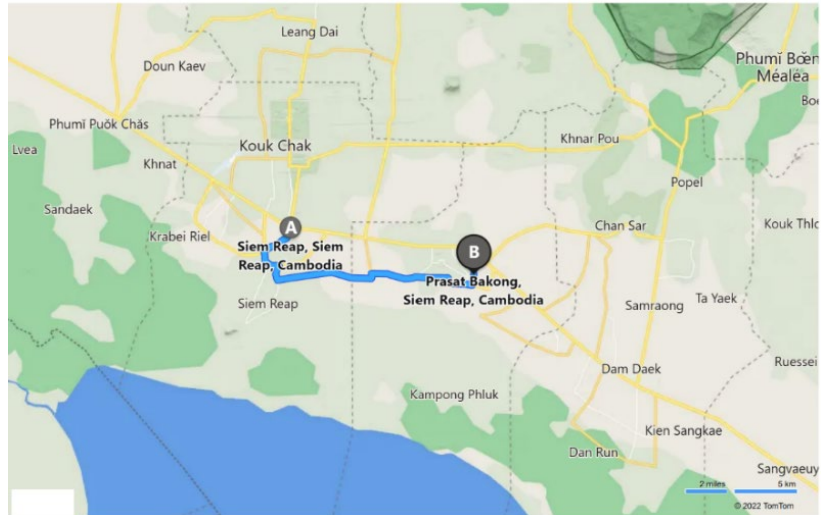 Leang Dai
Doun Kaev
Phumĭ Bœ̆n
Méaléa
Phumĭ Puŏk Chăs
Lvea
Kouk Chak
Khnar Pou
Khnat
Popel
Sandaek
A
Chan Sar
Kouk Thlo
Krabei Riel
Siem Reap, Siem
Reap, Cambodia
B
Prasat Bakong,
Siem Reap, Cambodia
Siem Reap
Samraong
Ta Yaek
Dam Daek
Ruessei
Kampong Phluk
Kien Sangkae
Dan Run
Sangvaeuy
2 miles
5 km
© 2022 TomTom